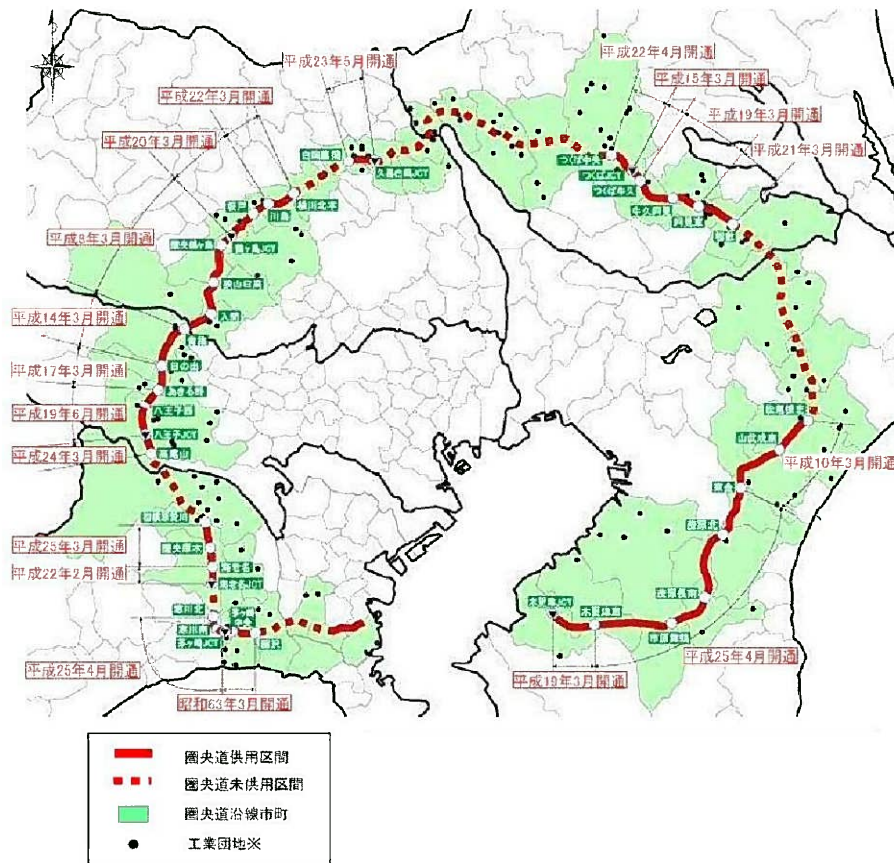 平成23年5月開通
平成22年4月開通
平成22年3月開通
平成15年3月開通
平成20年3月開通
平成19年3月開通
白岡菖蒲
久喜白岡JCT
つくば中央
つくばJCT
つくば牛久
平成21年3月開通
坂戸
川島
桶川北本
牛久阿見
阿見東
稲敷
平成8年3月開通
圏央鶴ヶ島
鶴ヶ島JCT
狭山日高
平成14年3月開通
入間
青梅
平成17年3月開通
日の出
あきる野
平成19年6月開通
八王子西
八王子JCT
松尾横芝
平成24年3月開通
高尾山
山武成東
平成10年3月開通
東金
相模原愛川
茂原北
平成25年3月開通
圏央厚木
海老名
平成22年2月開通
海老名JCT
茂原長南
木更津JCT
木更津東
市原鶴舞
寒川北
寒川南
茅ヶ崎JCT
藤沢
平成25年4月開通
平成19年3月開通
平成25年4月開通
昭和63年3月開通
圏央道供用区間
圏央道未供用区間
圏央道沿線市町
工業団地※